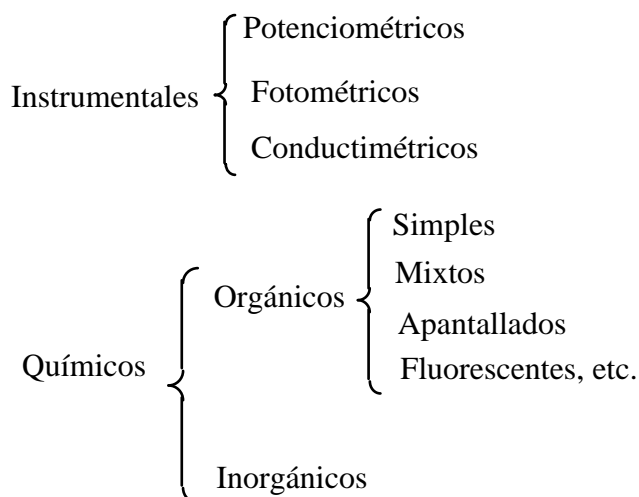 Potenciométricos
Instrumentales
Fotométricos
Conductimétricos
Simples
Orgánicos
Mixtos
Apantallados
Químicos
Fluorescentes, etc.
Inorgánicos